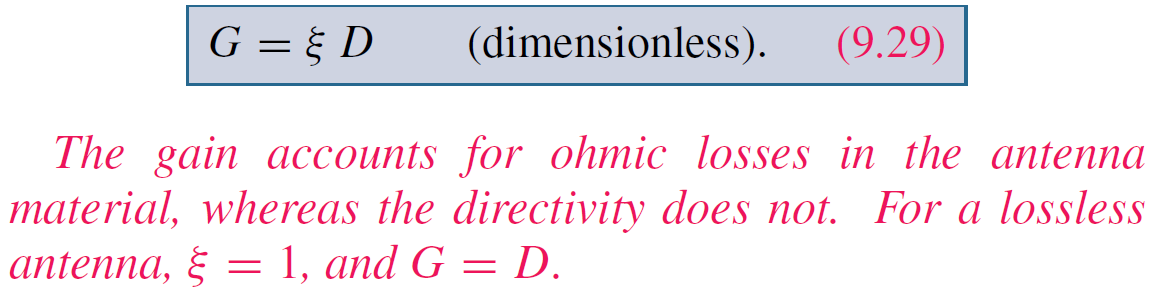 G = ξ D (dimensionless). (9.29)
The gain accounts for ohmic losses in the antenna
material, whereas the directivity does not. For a lossless
antenna, ξ = 1, and G = D.